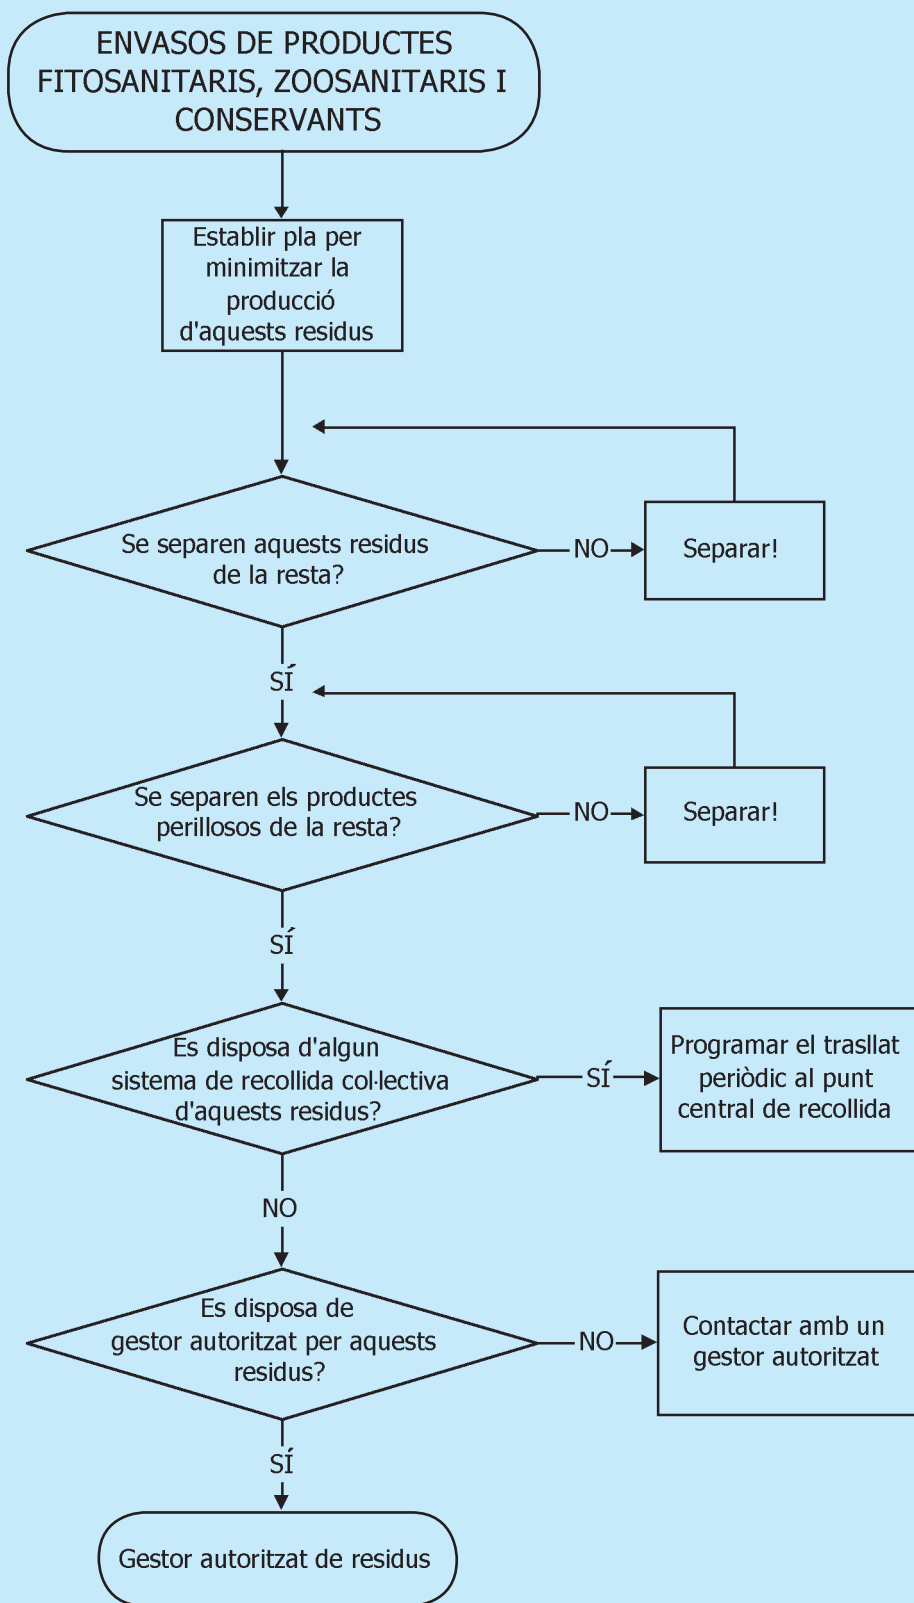 ENVASOS DE PRODUCTES
FITOSANITARIS, ZOOSANITARIS I
CONSERVANTS
Establir pla per
minimitzar la
producció
d'aquests residus
Se separen aquests residus
de la resta?
NO
Separar!
SÍ
Se separen els productes
perillosos de la resta?
NO
Separar!
SÍ
Es disposa d'algun
sistema de recollida col·lectiva
d'aquests residus?
SÍ
Programar el trasllat
periòdic al punt
central de recollida
NO
Es disposa de
gestor autoritzat per aquests
residus?
NO
Contactar amb un
gestor autoritzat
SÍ
Gestor autoritzat de residus